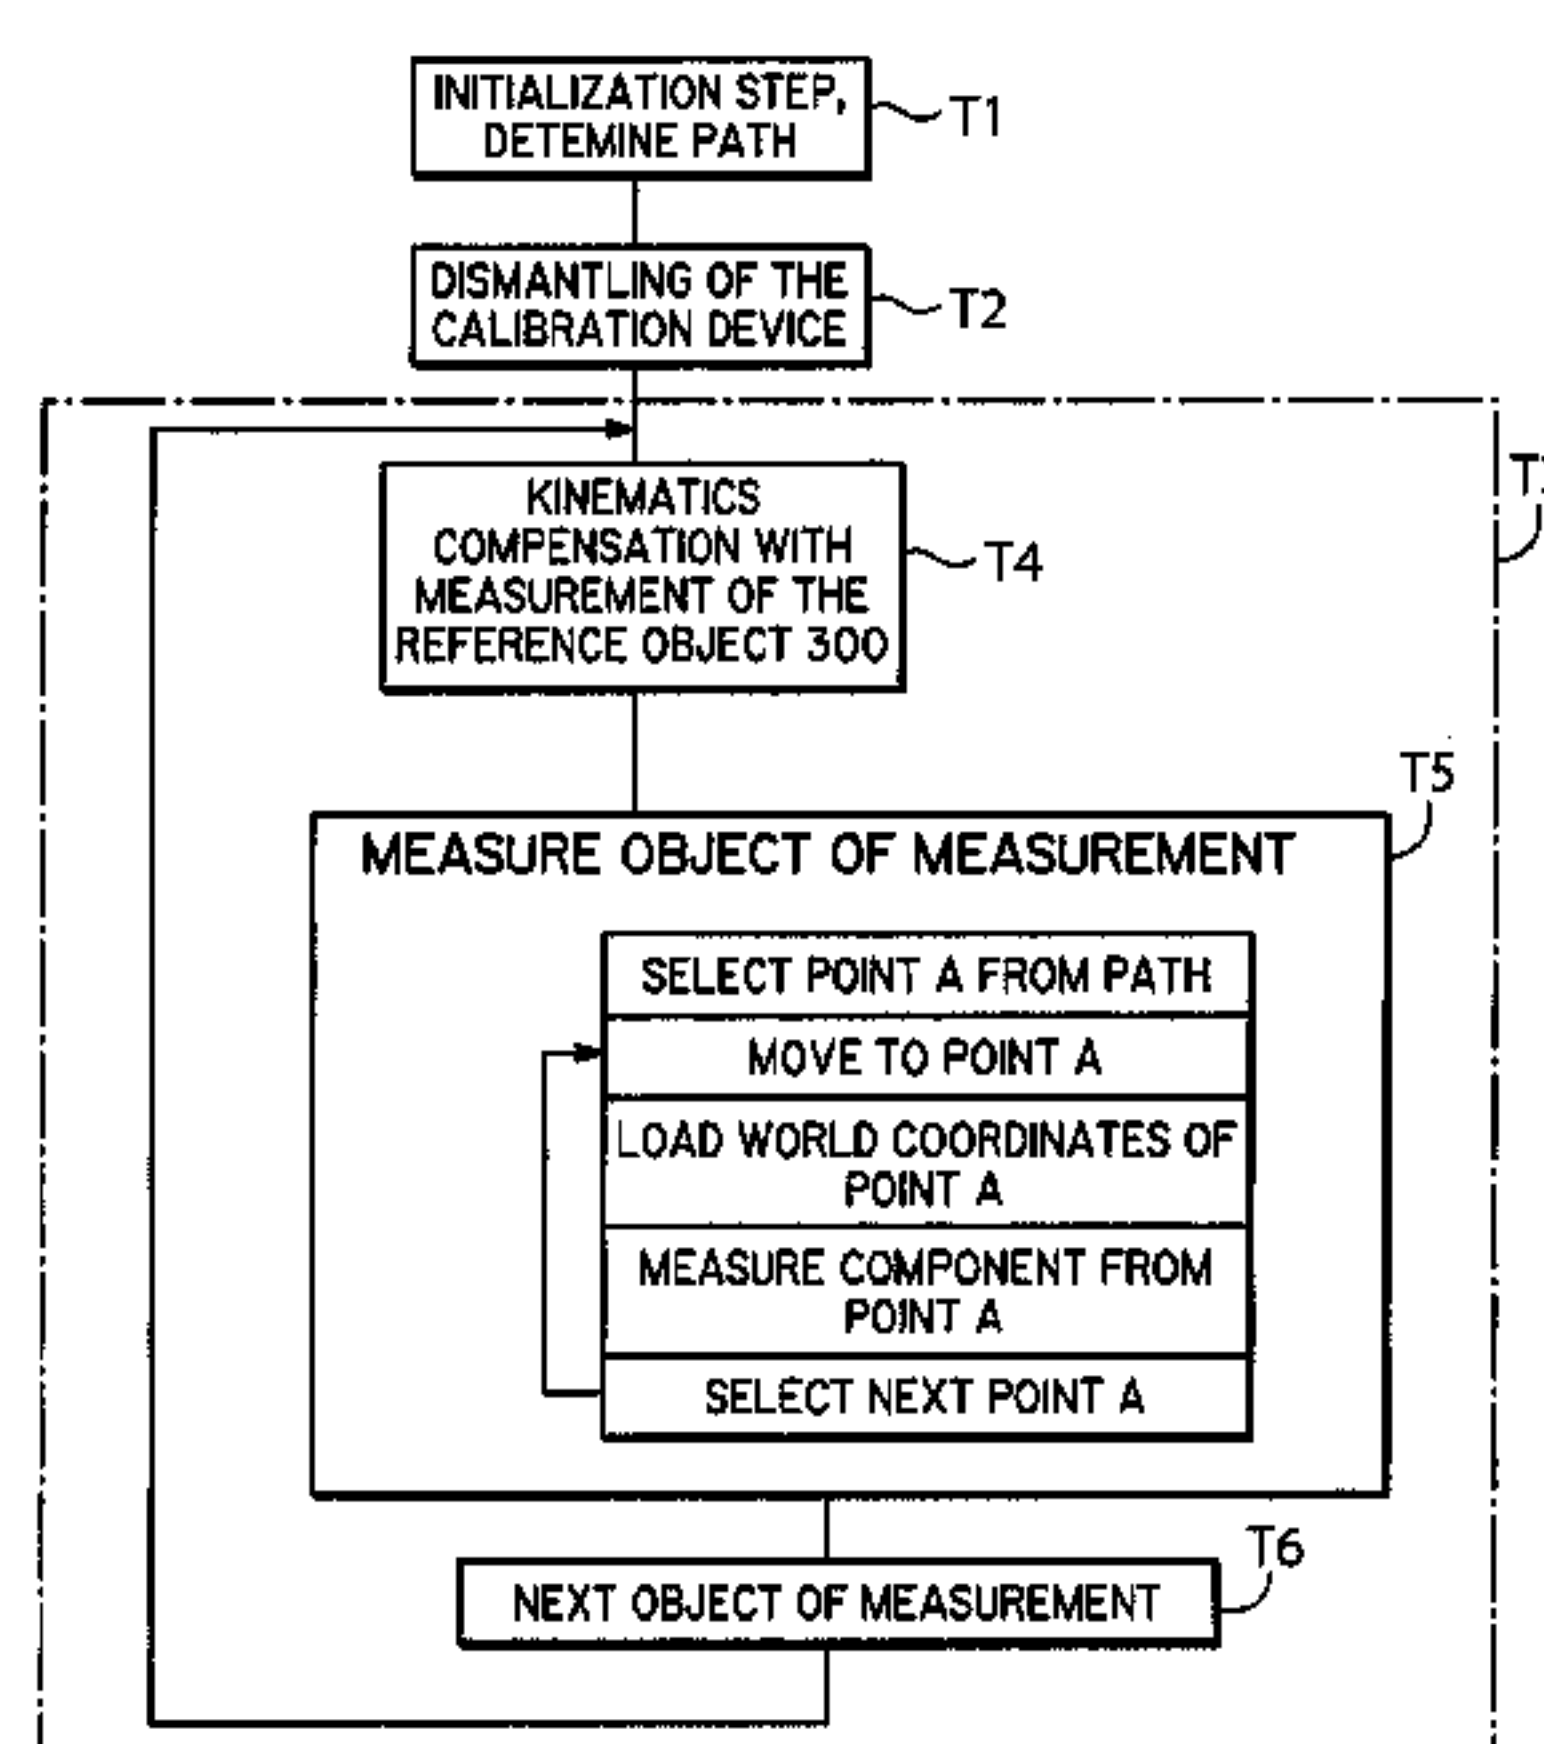 INITIALIZATION STEP,
DETEMINE PATH
T1
DISMANTLING OF THE
CALIBRATION DEVICE
T2
KINEMATICS
COMPENSATION WITH
MEASUREMENT OF THE
REFERENCE OBJECT 300
T4
T5
MEASURE OBJECT OF MEASUREMENT
SELECT POINT A FROM PATH
MOVE TO POINT A
LOAD WORLD COORDINATES OF
POINT A
MEASURE COMPONENT FROM
POINT A
SELECT NEXT POINT A
T6
NEXT OBJECT OF MEASUREMENT